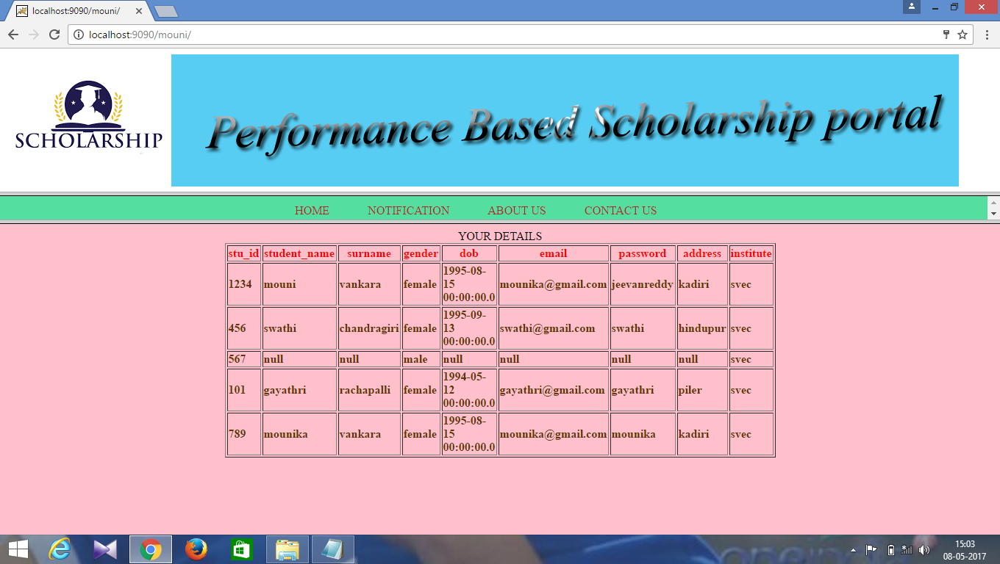 localhost:9090/mouni/
localhost:9090/mouni/
SCHOLARSHIP
Performance Based Scholarship portal
HOME NOTIFICATION ABOUT US CONTACT US
YOUR DETAILS
stu_id student_name surname gender dob email password address institute
1234 mouni vankara female 1995-08-15 00:00:00.0 mounika@gmail.com jeevanreddy kadiri svec
456 swathi chandragiri female 1995-09-13 00:00:00.0 swathi@gmail.com swathi hindupur svec
567 null null male null null null null svec
101 gayathri rachapalli female 1994-05-12 00:00:00.0 gayathri@gmail.com gayathri piler svec
789 mounika vankara female 1995-08-15 00:00:00.0 mounika@gmail.com mounika kadiri svec
15:03
08-05-2017